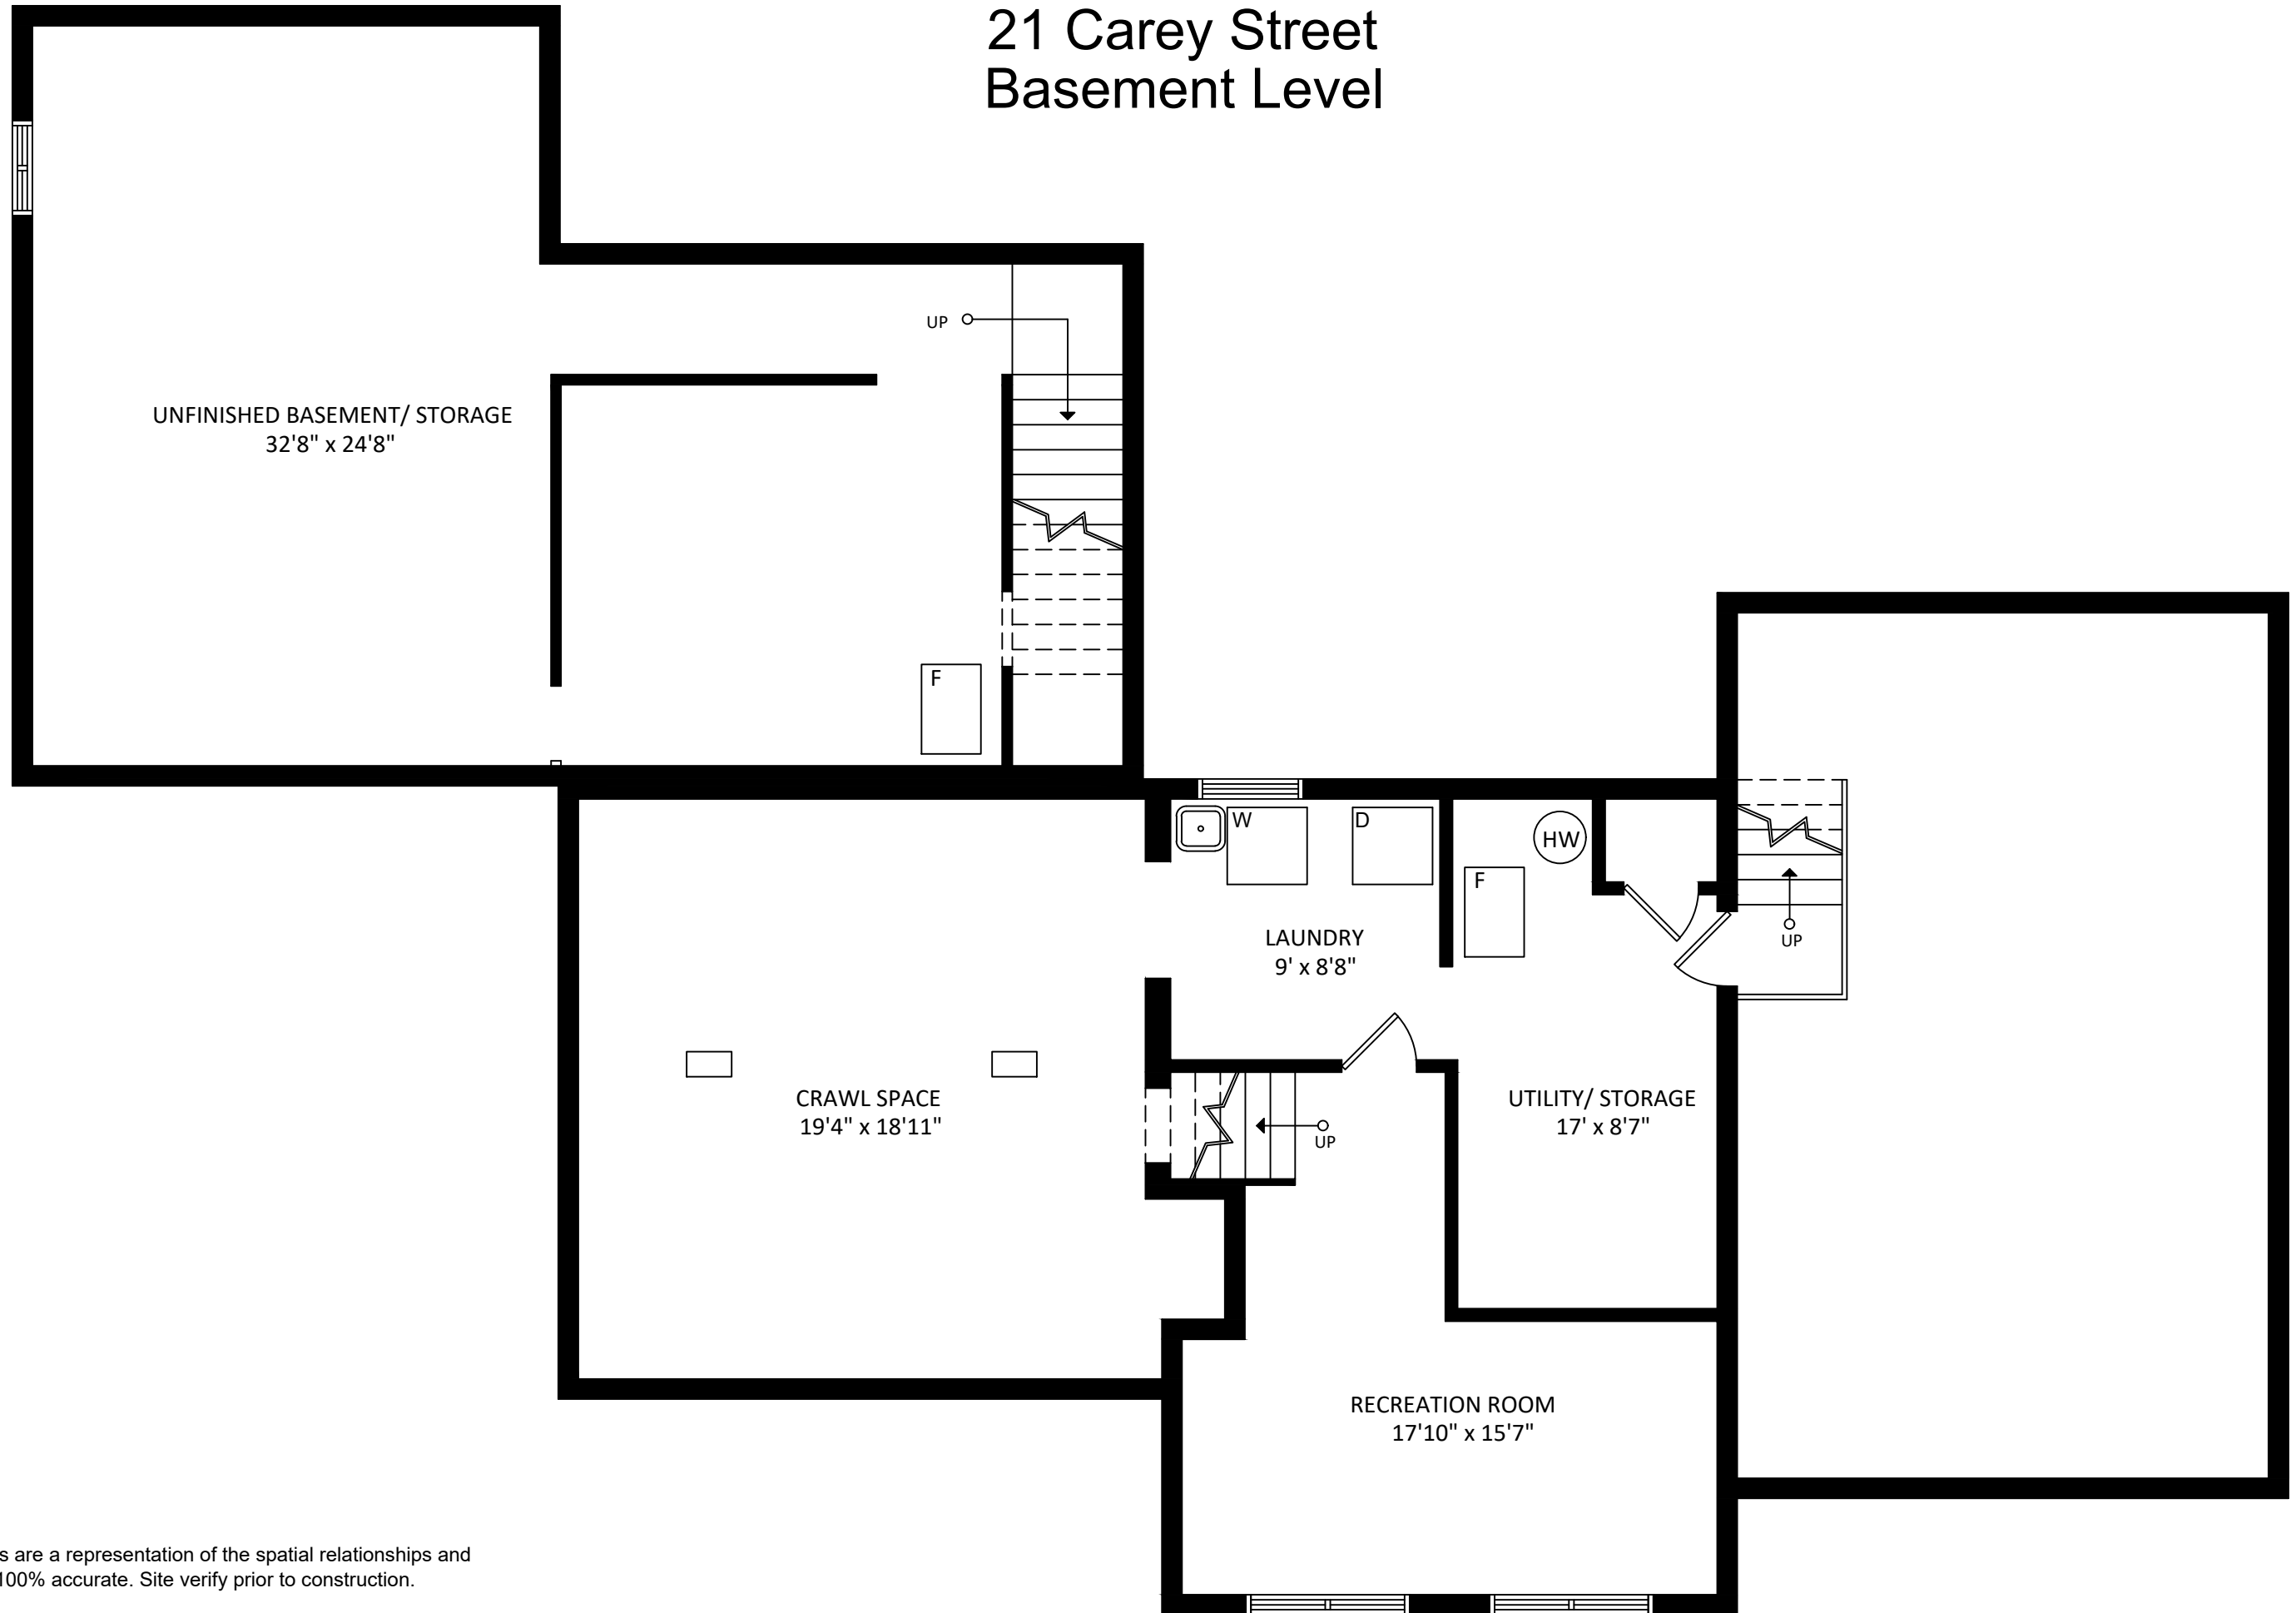 21 Carey Street
Basement Level
UP
UNFINISHED BASEMENT/ STORAGE
32'8" x 24'8"
F
W
D
HW
F
LAUNDRY
9' x 8'8"
UP
CRAWL SPACE
19'4" x 18'11"
UP
UTILITY/ STORAGE
17' x 8'7"
RECREATION ROOM
17'10" x 15'7"
s are a representation of the spatial relationships and
100% accurate. Site verify prior to construction.